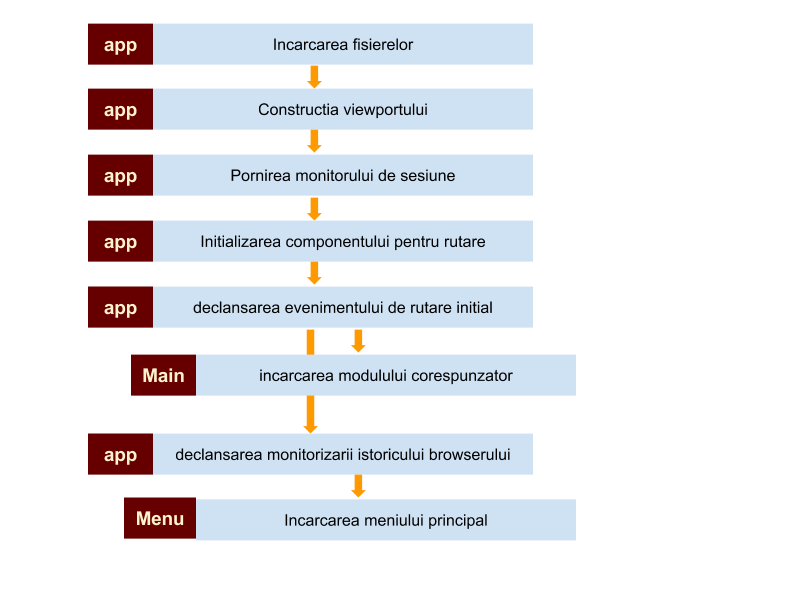 app Incarcarea fisierelor
app Constructia viewportului
app Pornirea monitorului de sesiune
app Initializarea componentului pentru rutare
app declansarea evenimentului de rutare initial
Main incarcarea modulului corespunzator
app declansarea monitorizarii istoricului browserului
Menu Incarcarea meniului principal